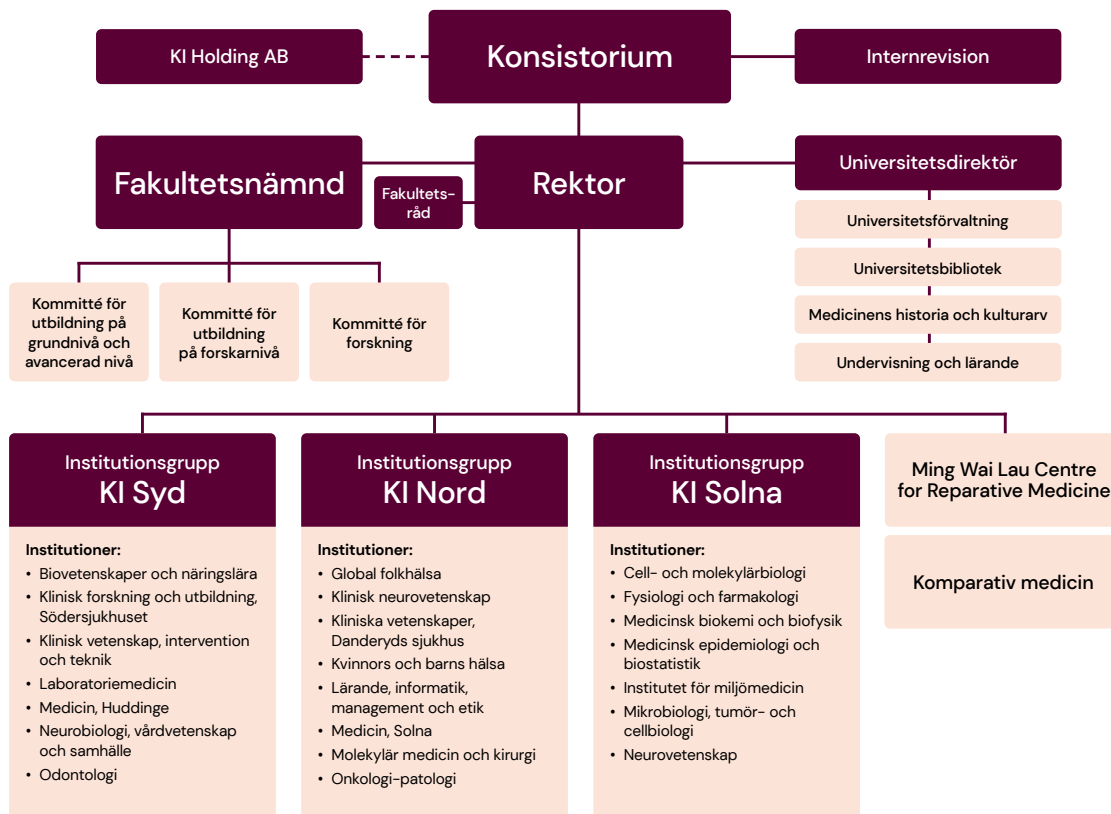 KI Holding AB
Konsistorium
Internrevision
Fakultetsnämnd
Fakultets-
råd
Rektor
Universitetsdirektör
Universitetsförvaltning
Universitetsbibliotek
Medicinens historia och kulturarv
Undervisning och lärande
Kommitté för
utbildning på
grundnivå och
avancerad nivå
Kommitté för
utbildning
på forskarnivå
Kommitté för
forskning
Institutionsgrupp
KI Syd
Institutioner:
• Biovetenskaper och näringslära
• Klinisk forskning och utbildning,
Södersjukhuset
• Klinisk vetenskap, intervention
och teknik
• Laboratoriemedicin
• Medicin, Huddinge
• Neurobiologi, vårdvetenskap
och samhälle
• Odontologi
Institutionsgrupp
KI Nord
Institutioner:
• Global folkhälsa
• Klinisk neurovetenskap
• Kliniska vetenskaper,
Danderyds sjukhus
• Kvinnors och barns hälsa
• Lärande, informatik,
management och etik
• Medicin, Solna
• Molekylär medicin och kirurgi
• Onkologi-patologi
Institutionsgrupp
KI Solna
Institutioner:
• Cell- och molekylärbiologi
• Fysiologi och farmakologi
• Medicinsk biokemi och biofysik
• Medicinsk epidemiologi och
biostatistik
• Institutet för miljömedicin
• Mikrobiologi, tumör- och
cellbiologi
• Neurovetenskap
Ming Wai Lau Centre
for Reparative Medicine
Komparativ medicin